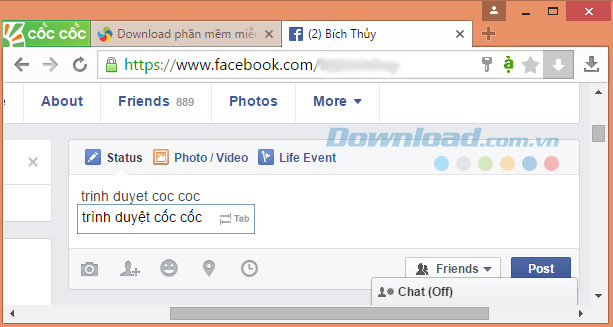 cốc cốc
Download phần mềm miễ
(2) Bích Thủy
https://www.facebook.com/
ạ
About
Friends 889
Photos
More
Download.com.vn
Status
Photo / Video
Life Event
trinh duyet coc coc
trình duyệt cốc cốc
Tab
Friends
Post
Chat (Off)